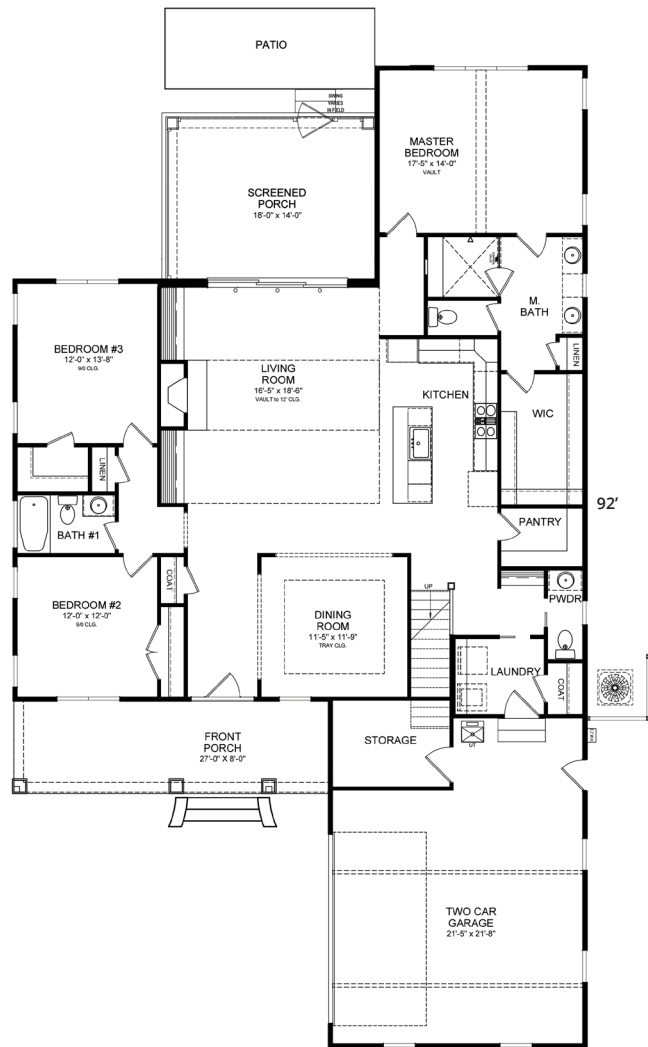 PATIO
SWING
VARIES
IN FIELD
MASTER
BEDROOM
17'-5" x 14'-0"
VAULT
SCREENED
PORCH
18'-0" x 14'-0"
M.
BATH
LINEN
BEDROOM #3
12'-0" x 13'-8"
9/0 CLG.
LIVING
ROOM
16'-5" x 18'-6"
VAULT to 12' CLG.
KITCHEN
WIC
LINEN
92'
PANTRY
BATH #1
COAT
UP
PWDR
BEDROOM #2
12'-0" x 12'-0"
9/0 CLG.
DINING
ROOM
11'-5" x 11'-9"
TRAY CLG.
LAUNDRY
COAT
FRONT
PORCH
27'-0" X 8'-0"
STORAGE
UT
TWO CAR
GARAGE
21'-5" x 21'-8"